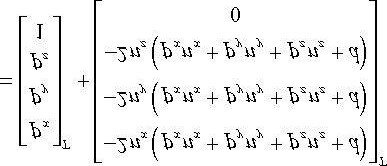 = [P_x P_y P_z 1]^T + [-2n_x(P_x n_x + P_y n_y + P_z n_z + d)
-2n_y(P_x n_x + P_y n_y + P_z n_z + d)
-2n_z(P_x n_x + P_y n_y + P_z n_z + d)
0]^T